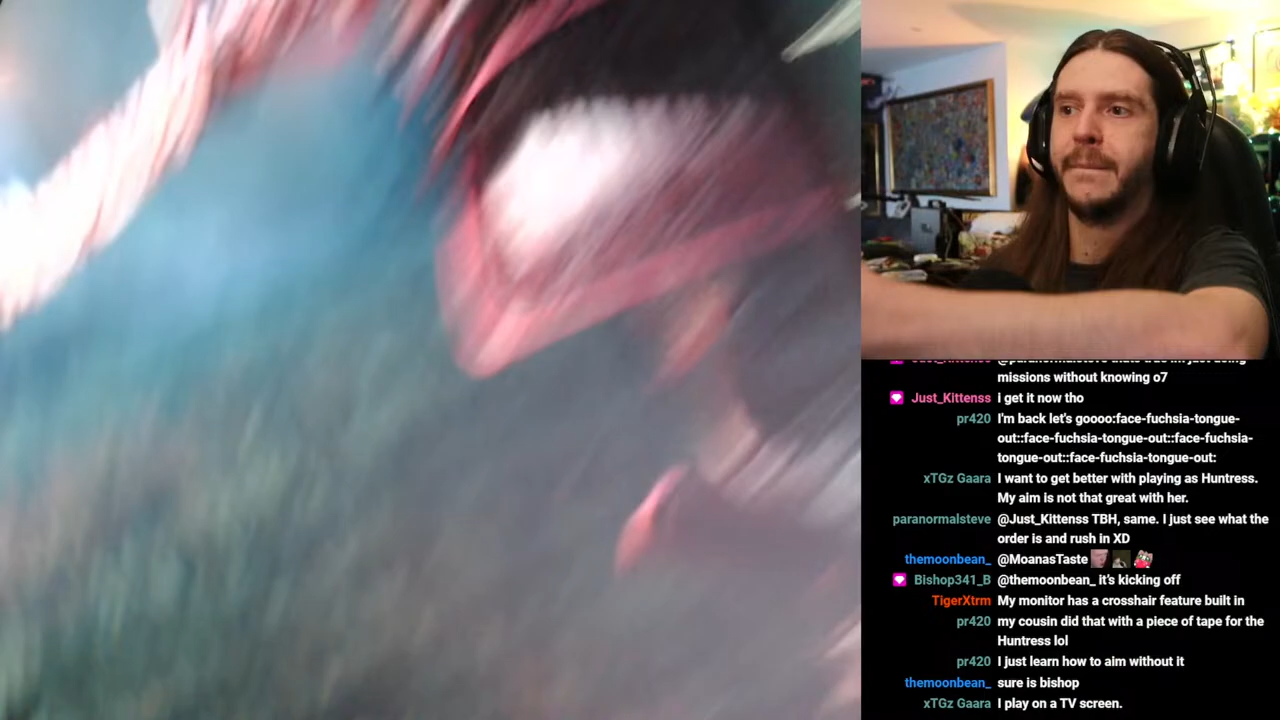 missions without knowing o7
Just_Kittenss i get it now tho
pr420 I'm back let's goooo:face-fuchsia-tongue-
out::face-fuchsia-tongue-out::face-fuchsia-
tongue-out::face-fuchsia-tongue-out:
xTGz Gaara I want to get better with playing as Huntress.
My aim is not that great with her.
paranormalsteve @Just_Kittenss TBH, same. I just see what the
order is and rush in XD
themoonbean_ @MoanasTaste
Bishop341_B @themoonbean_ it's kicking off
TigerXtrm My monitor has a crosshair feature built in
pr420 my cousin did that with a piece of tape for the
Huntress lol
pr420 I just learn how to aim without it
themoonbean_ sure is bishop
xTGz Gaara I play on a TV screen.